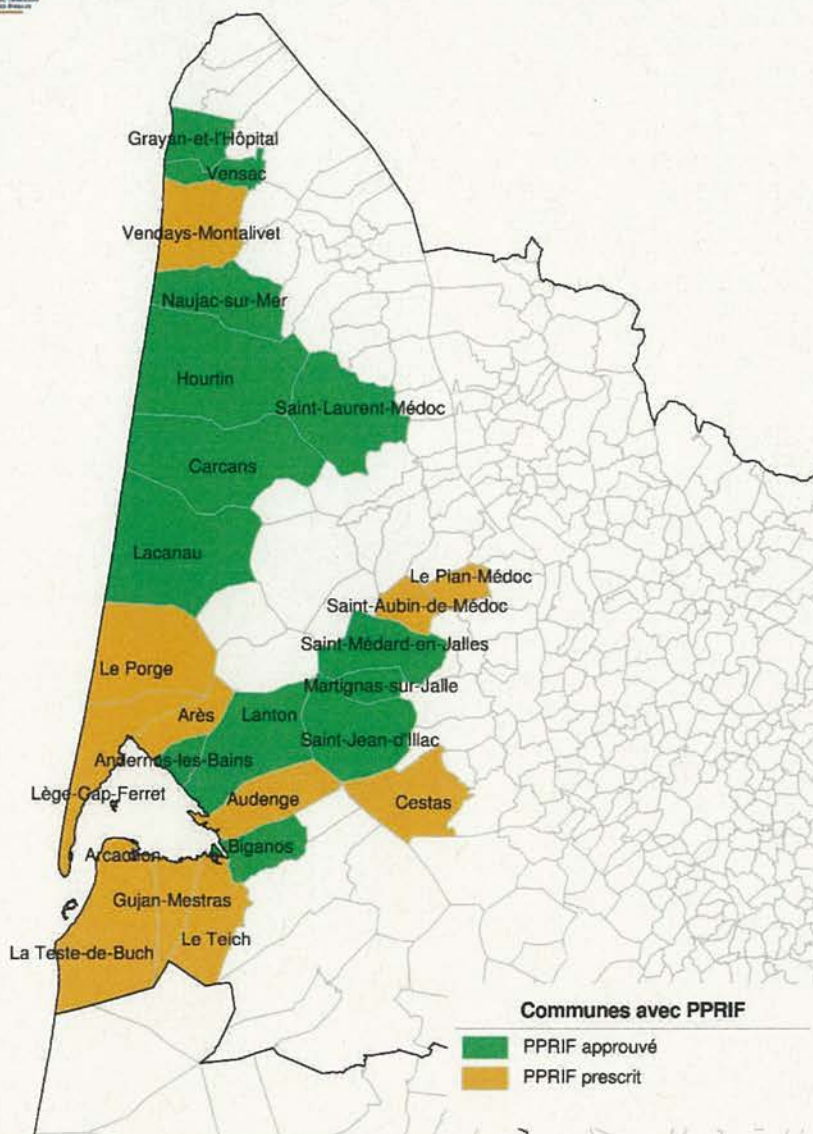 Grayan-et-l'Hôpital
Vensac
Vendays-Montalivet
Naujac-sur-Mer
Hourtin
Saint-Laurent-Médoc
Carcans
Lacanau
Le Pian-Médoc
Saint-Aubin-de-Médoc
Saint-Médard-en-Jalles
Le Porge
Martignas-sur-Jalle
Arès
Lanton
Saint-Jean-d'Illac
Andernos-les-Bains
Lège-Cap-Ferret
Audenge
Cestas
Biganos
Arcachon
Gujan-Mestras
Le Teich
La Teste-de-Buch
Communes avec PPRIF
PPRIF approuvé
PPRIF prescrit